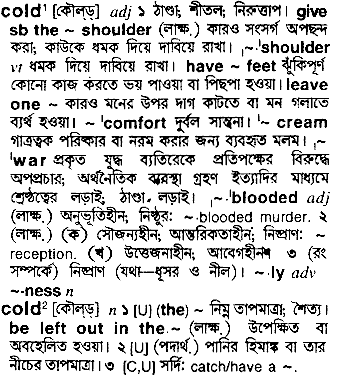 cold¹ [কৌল্‌ড্] adj ১ ঠাণ্ডা; শীতল; নিরুত্তাপ। give
sb the ~ shoulder (লাক্ষ.) কারও সংসর্গ অপছন্দ
করা; কাউকে ধমক দিয়ে দাবিয়ে রাখা। ~-ˈshoulder
vt ধমক দিয়ে দাবিয়ে রাখা। have ~ feet ঝুঁকিপূর্ণ
কোনো কাজ করতে ভয় পাওয়া বা পিছপা হওয়া। leave
one ~ কারও মনের উপর দাগ কাটতে বা মন গলাতে
ব্যর্থ হওয়া। ~ ˈcomfort দুর্বল সান্ত্বনা। ~ cream
গাত্রত্বক পরিষ্কার বা নরম করার জন্য ব্যবহৃত মলম। ˌ~
ˈwar প্রকৃত যুদ্ধ ব্যতিরেকে প্রতিপক্ষের বিরুদ্ধে
অপপ্রচার; অর্থনৈতিক ব্যবস্থা গ্রহণ ইত্যাদির মাধ্যমে
শ্রেষ্ঠত্বের লড়াই; ঠাণ্ডা লড়াই। ˌ~-ˈblooded adj
(লাক্ষ.) অনুভূতিহীন; নিষ্ঠুর: ~-blooded murder. ২
(লাক্ষ.) (ক) সৌজন্যহীন; আন্তরিকতাহীন; নিষ্প্রাণ: ~
reception. (খ) উত্তেজনাহীন; আবেগহীন। ৩ (রং
সম্পর্কে) নিষ্প্রাণ (যথা—ধূসর ও নীল)। ~·ly adv
~·ness n
cold² [কৌল্‌ড্] n ১ [U] (the) ~ নিম্ন তাপমাত্রা; শৈত্য।
be left out in the ~ (লাক্ষ.) উপেক্ষিত বা
অবহেলিত হওয়া। ২ [U] (পদার্থ.) পানির হিমাঙ্ক বা তার
নীচের তাপমাত্রা। ৩ [C,U] সর্দি: catch/have a ~.